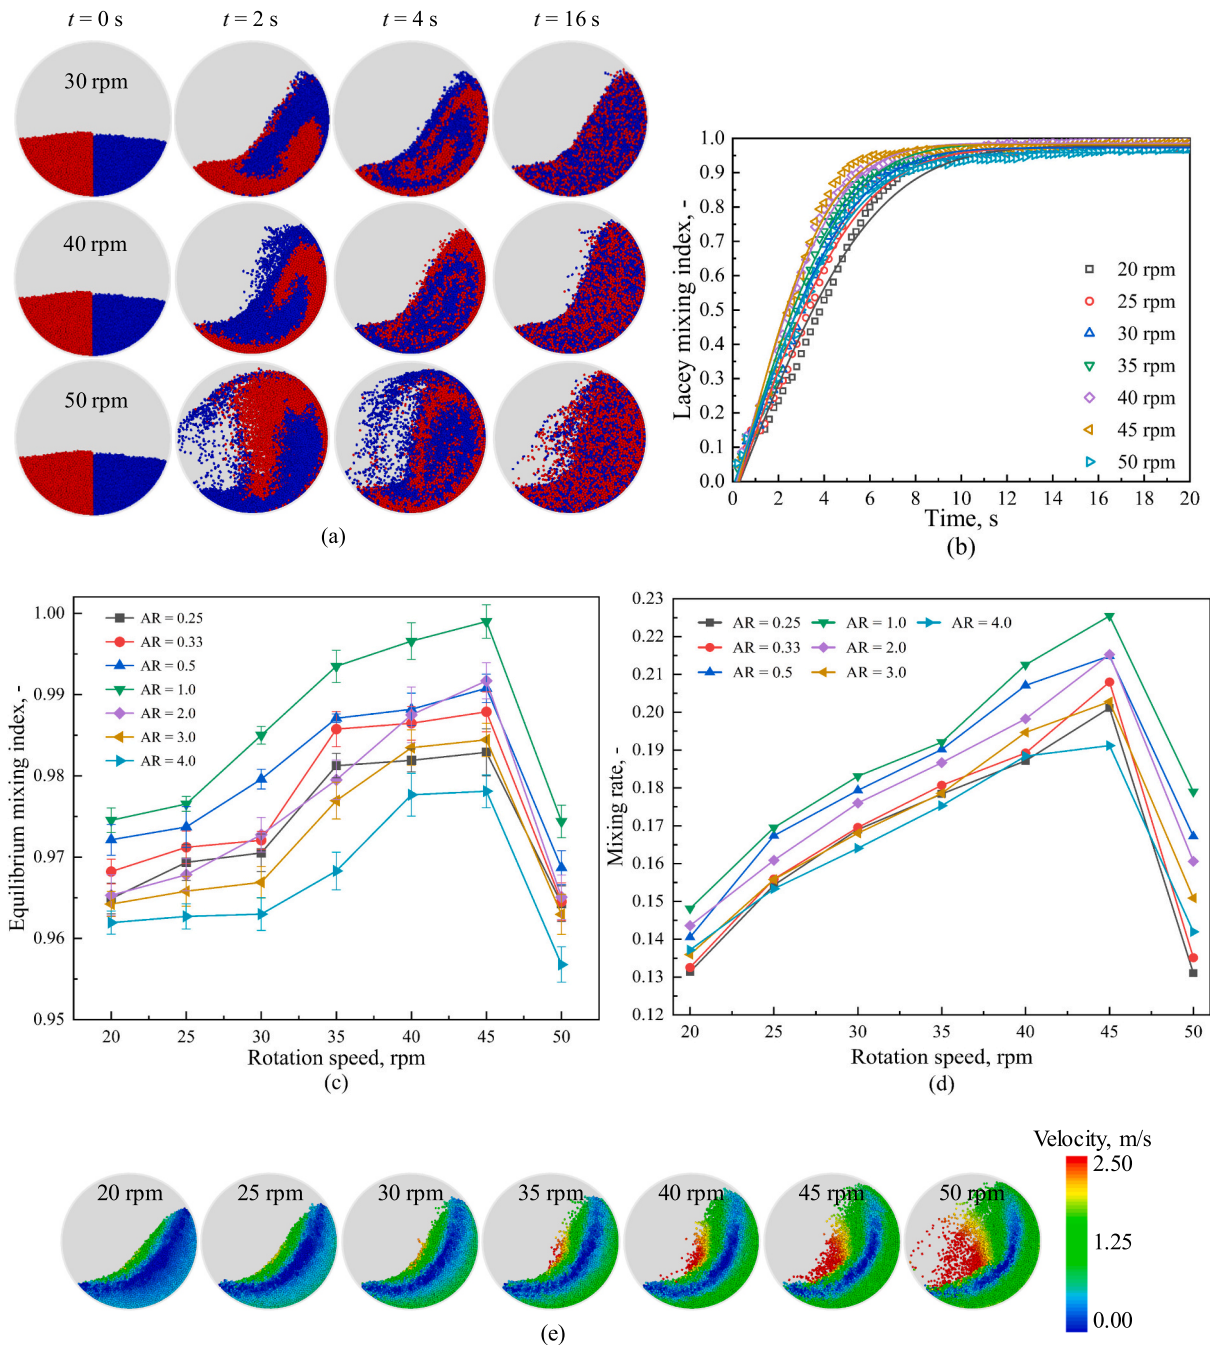 t = 0 s
t = 2 s
t = 4 s
t = 16 s
30 rpm
40 rpm
50 rpm
(a)
Lacey mixing index, -
1.0
0.9
0.8
0.7
0.6
0.5
0.4
0.3
0.2
0.1
0.0
20 rpm
25 rpm
30 rpm
35 rpm
40 rpm
45 rpm
50 rpm
0 2 4 6 8 10 12 14 16 18 20
Time, s
(b)
Equilibrium mixing index, -
1.00
0.99
0.98
0.97
0.96
0.95
AR = 0.25
AR = 0.33
AR = 0.5
AR = 1.0
AR = 2.0
AR = 3.0
AR = 4.0
20 25 30 35 40 45 50
Rotation speed, rpm
(c)
Mixing rate, -
0.23
0.22
0.21
0.20
0.19
0.18
0.17
0.16
0.15
0.14
0.13
0.12
AR = 0.25 AR = 1.0 AR = 4.0
AR = 0.33 AR = 2.0
AR = 0.5 AR = 3.0
20 25 30 35 40 45 50
Rotation speed, rpm
(d)
20 rpm
25 rpm
30 rpm
35 rpm
40 rpm
45 rpm
50 rpm
Velocity, m/s
2.50
1.25
0.00
(e)